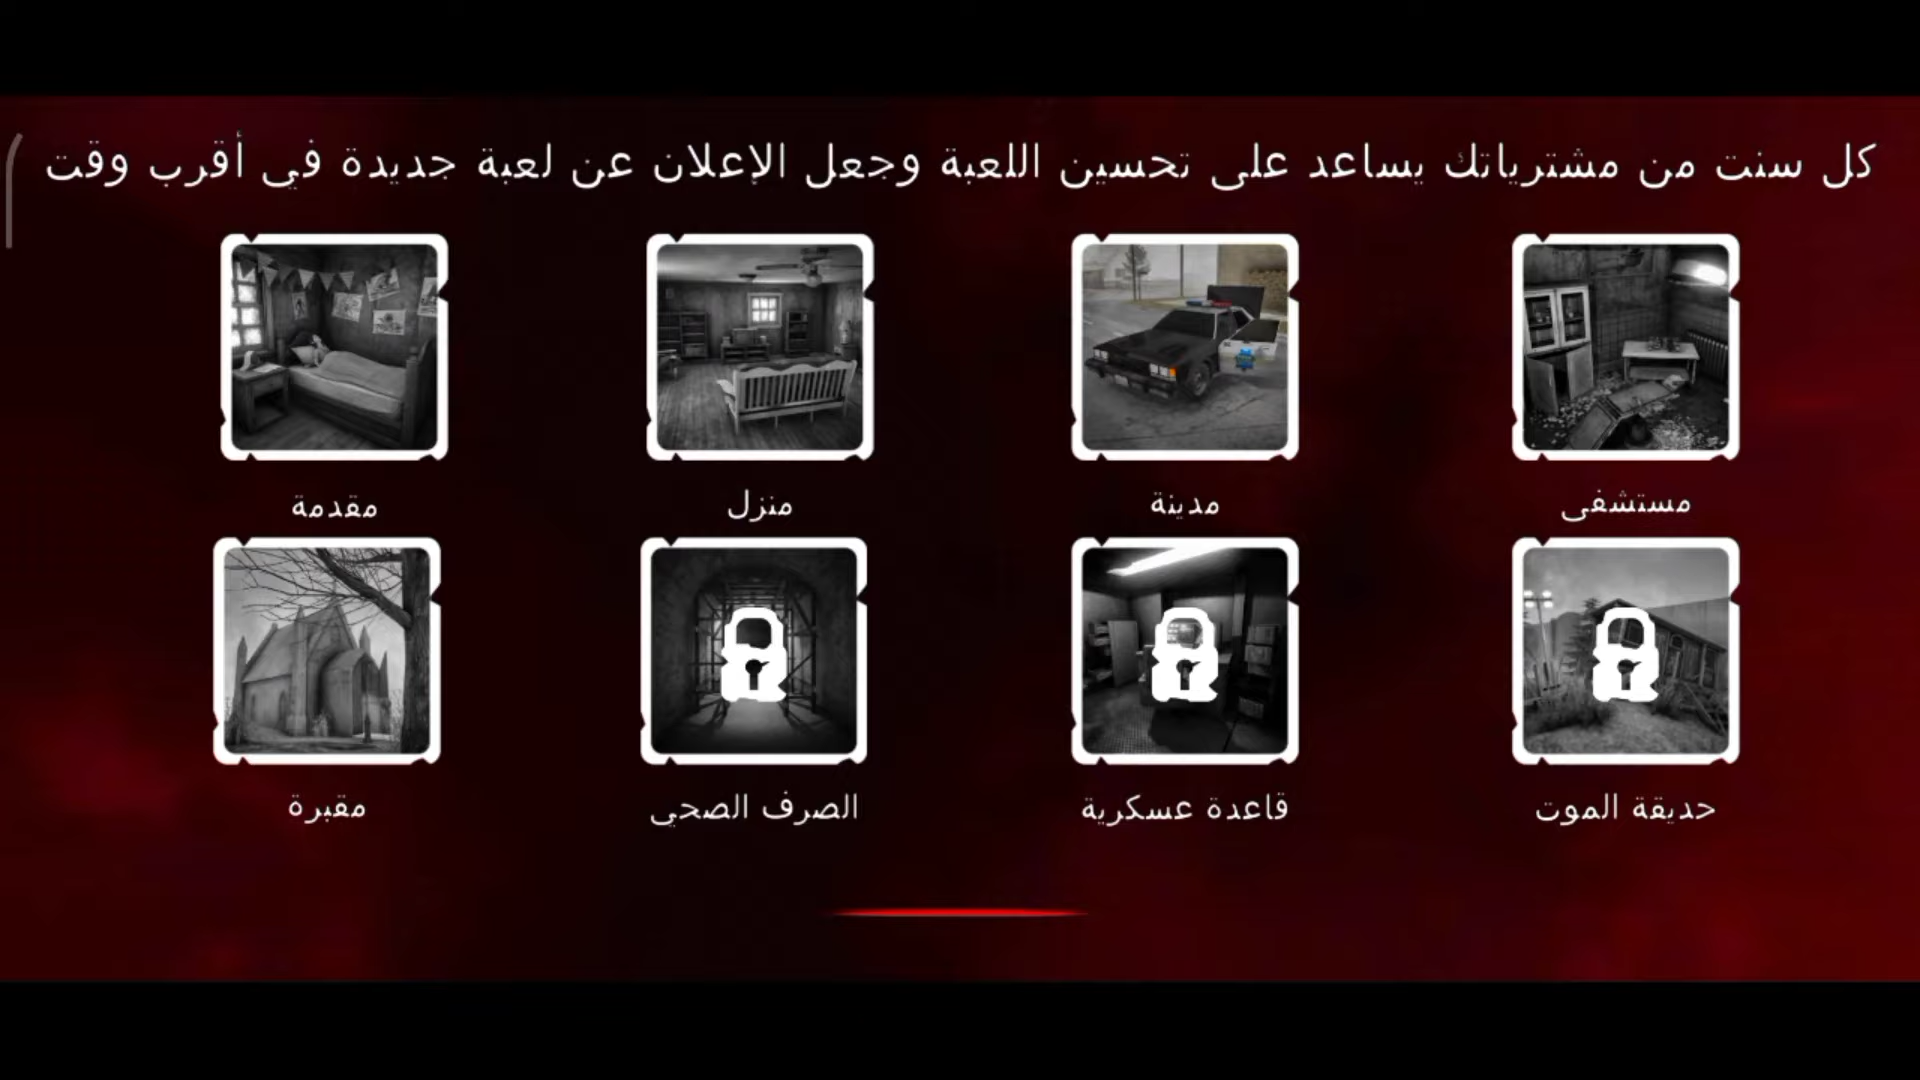 كل سنت من مشترياتك يساعد على تحسين اللعبة وجعل الإعلان عن لعبة جديدة في أقرب وقت
مقدمة
منزل
مدينة
مستشفى
مقبرة
الصرف الصحي
قاعدة عسكرية
حديقة الموت